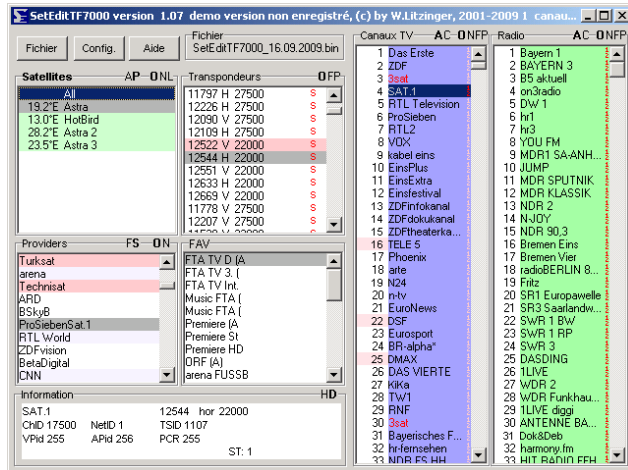 SetEditTF7000 version 1.07 demo version non enregistré, (c) by W.Litzinger, 2001-2009 1 canau...
Fichier
Config.
Aide
Fichier
SetEditTF7000_16.09.2009.bin
Satellites AP ONL
All
19.2°E Astra
13.0°E HotBird
28.2°E Astra 2
23.5°E Astra 3
Transpondeurs OFP
11797 H 27500 S
12226 H 27500 S
12090 V 27500 S
12109 H 27500 S
12522 V 22000 S
12544 H 22000 S
12551 V 22000 S
12633 H 22000 S
12669 V 22000 S
11778 V 27500 S
12207 V 27500 S
Providers FS ON
Turksat
arena
Technisat
ARD
BSkyB
ProSiebenSat.1
RTL World
ZDFvision
BetaDigital
CNN
FAV
FTA TV D (A
FTA TV 3. (
FTA TV Int.
Music FTA (
Music FTA (
Premiere (A
Premiere St
Premiere HD
ORF (A)
arena FUSSB
Information HD
SAT.1 12544 hor 22000
ChID 17500 NetID 1 TSID 1107
VPid 255 APid 256 PCR 255
ST: 1
Canaux TV AC ONFP
1 Das Erste
2 ZDF
3 3sat
4 SAT.1
5 RTL Television
6 ProSieben
7 RTL2
8 VOX
9 kabel eins
10 EinsPlus
11 EinsExtra
12 Einsfestival
13 ZDFinfokanal
14 ZDFdokukanal
15 ZDFtheaterka...
16 TELE 5
17 Phoenix
18 arte
19 N24
20 n-tv
21 EuroNews
22 DSF
23 Eurosport
24 BR-alpha*
25 DMAX
26 DAS VIERTE
27 KiKa
28 TW1
29 RNF
30 3sat
31 Bayerisches F...
32 hr-fernsehen
33 NDR FS HH
Radio AC ONFP
1 Bayern 1
2 BAYERN 3
3 B5 aktuell
4 on3radio
5 DW 1
6 hr1
7 hr3
8 YOU FM
9 MDR1 SA-ANH...
10 JUMP
11 MDR SPUTNIK
12 MDR KLASSIK
13 NDR 2
14 N-JOY
15 NDR 90,3
16 Bremen Eins
17 Bremen Vier
18 radioBERLIN 8...
19 Fritz
20 SR1 Europawelle
21 SR3 Saarlandw...
22 SWR 1 BW
23 SWR 1 RP
24 SWR 3
25 DASDING
26 1LIVE
27 WDR 2
28 WDR Funkhau...
29 1LIVE diggi
30 ANTENNE BA...
31 Dok&Deb
32 harmony.fm
33 HIT RADIO FFH